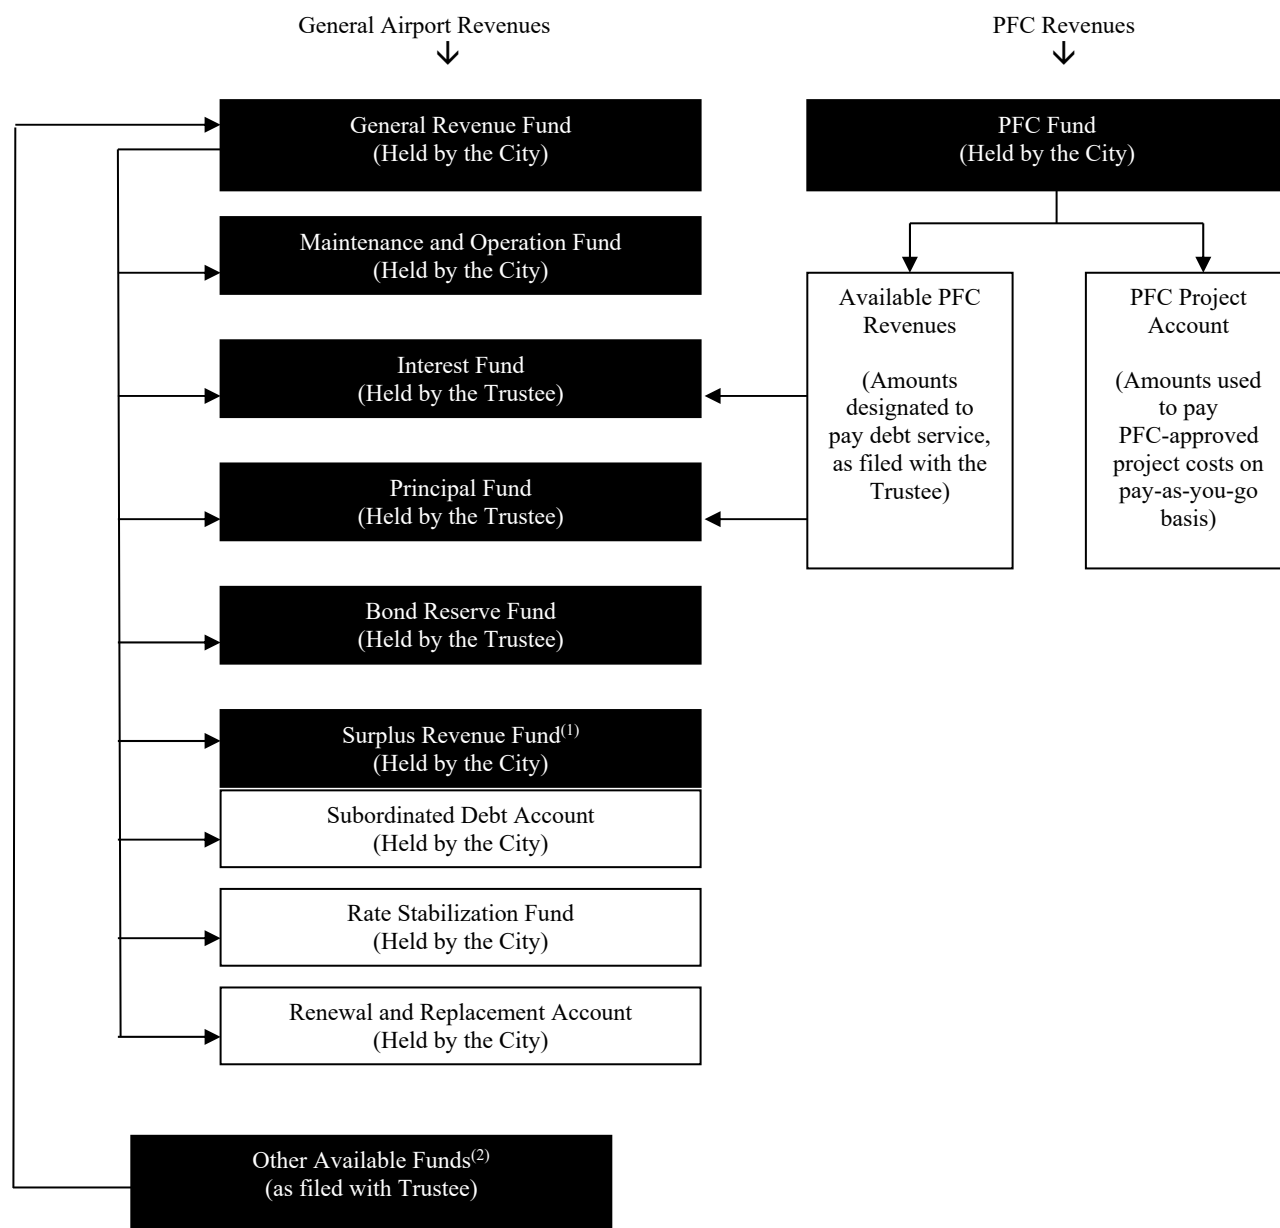 General Airport Revenues
PFC Revenues
General Revenue Fund
(Held by the City)
PFC Fund
(Held by the City)
Maintenance and Operation Fund
(Held by the City)
Interest Fund
(Held by the Trustee)
Principal Fund
(Held by the Trustee)
Bond Reserve Fund
(Held by the Trustee)
Surplus Revenue Fund(1)
(Held by the City)
Subordinated Debt Account
(Held by the City)
Rate Stabilization Fund
(Held by the City)
Renewal and Replacement Account
(Held by the City)
Available PFC
Revenues
(Amounts
designated to
pay debt service,
as filed with the
Trustee)
PFC Project
Account
(Amounts used
to pay
PFC-approved
project costs on
pay-as-you-go
basis)
Other Available Funds(2)
(as filed with Trustee)